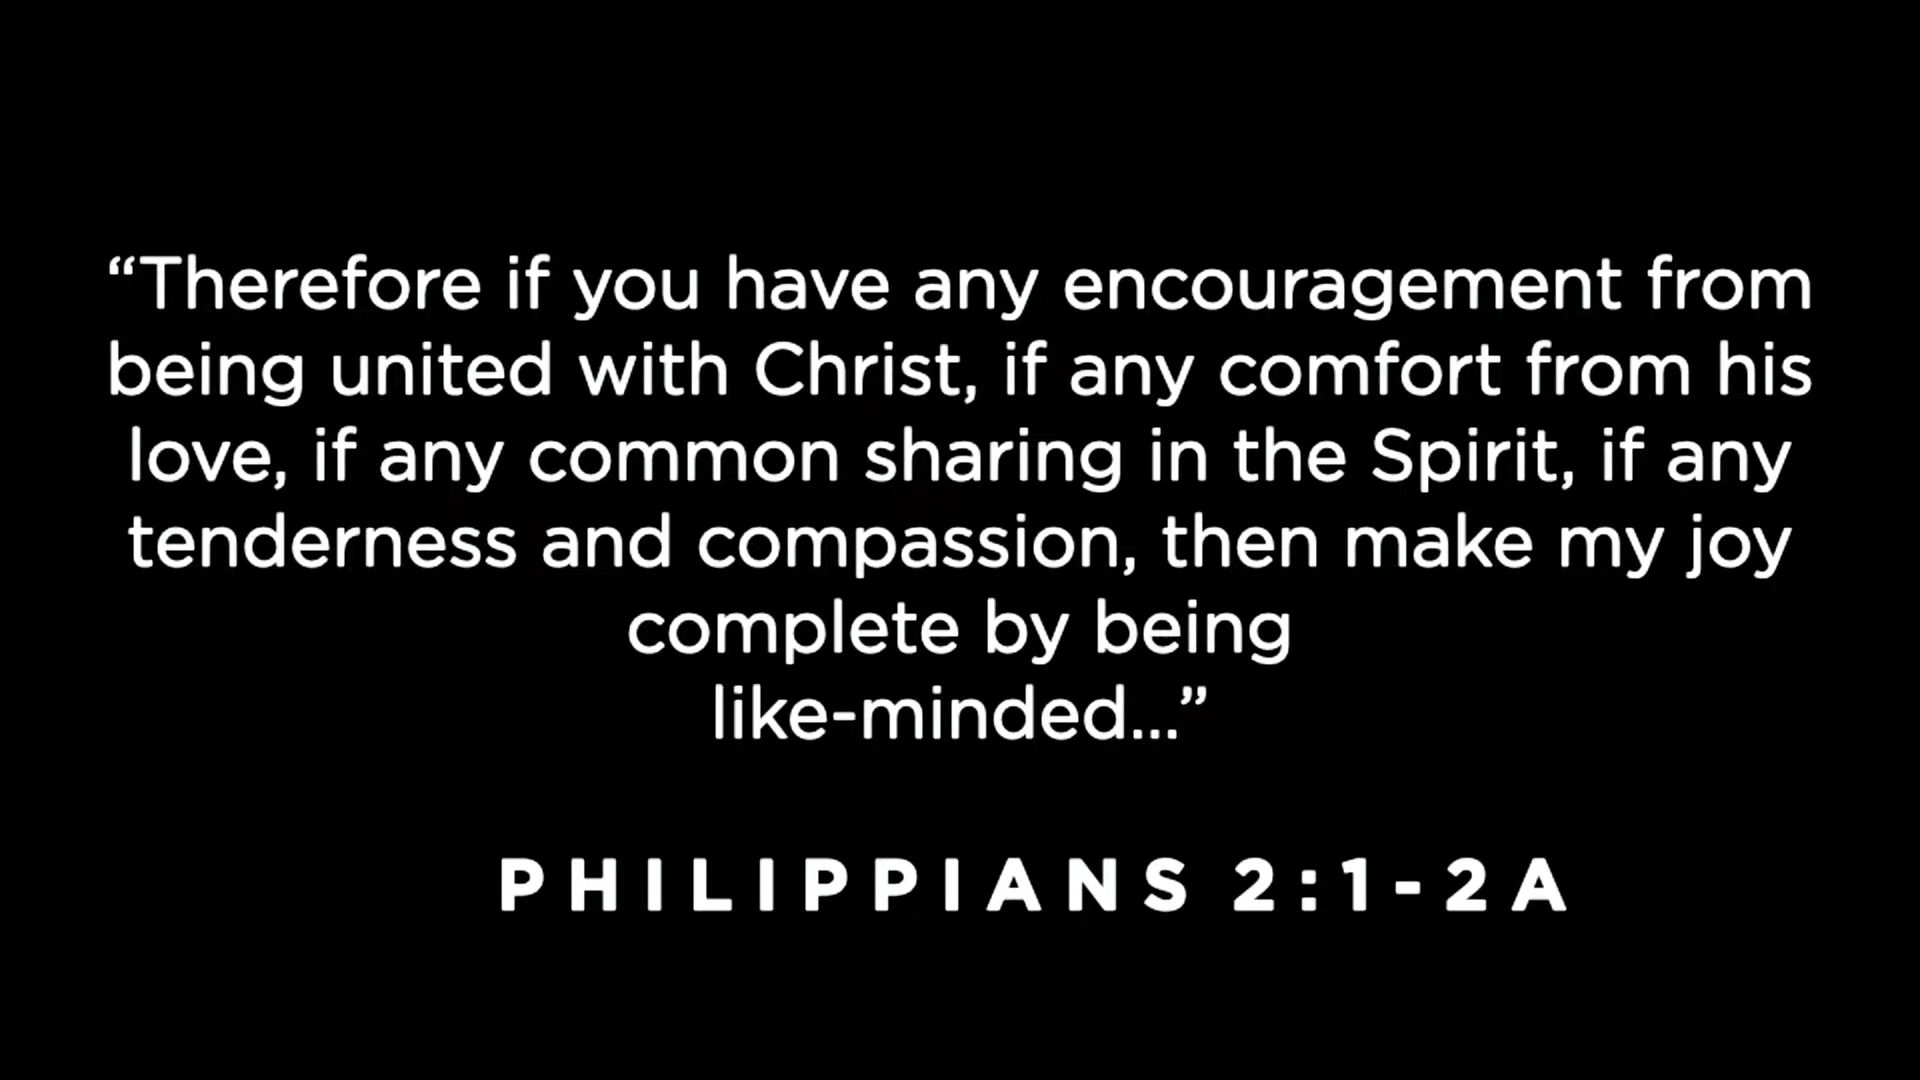 “Therefore if you have any encouragement from
being united with Christ, if any comfort from his
love, if any common sharing in the Spirit, if any
tenderness and compassion, then make my joy
complete by being
like-minded...”
PHILIPPIANS 2:1-2A